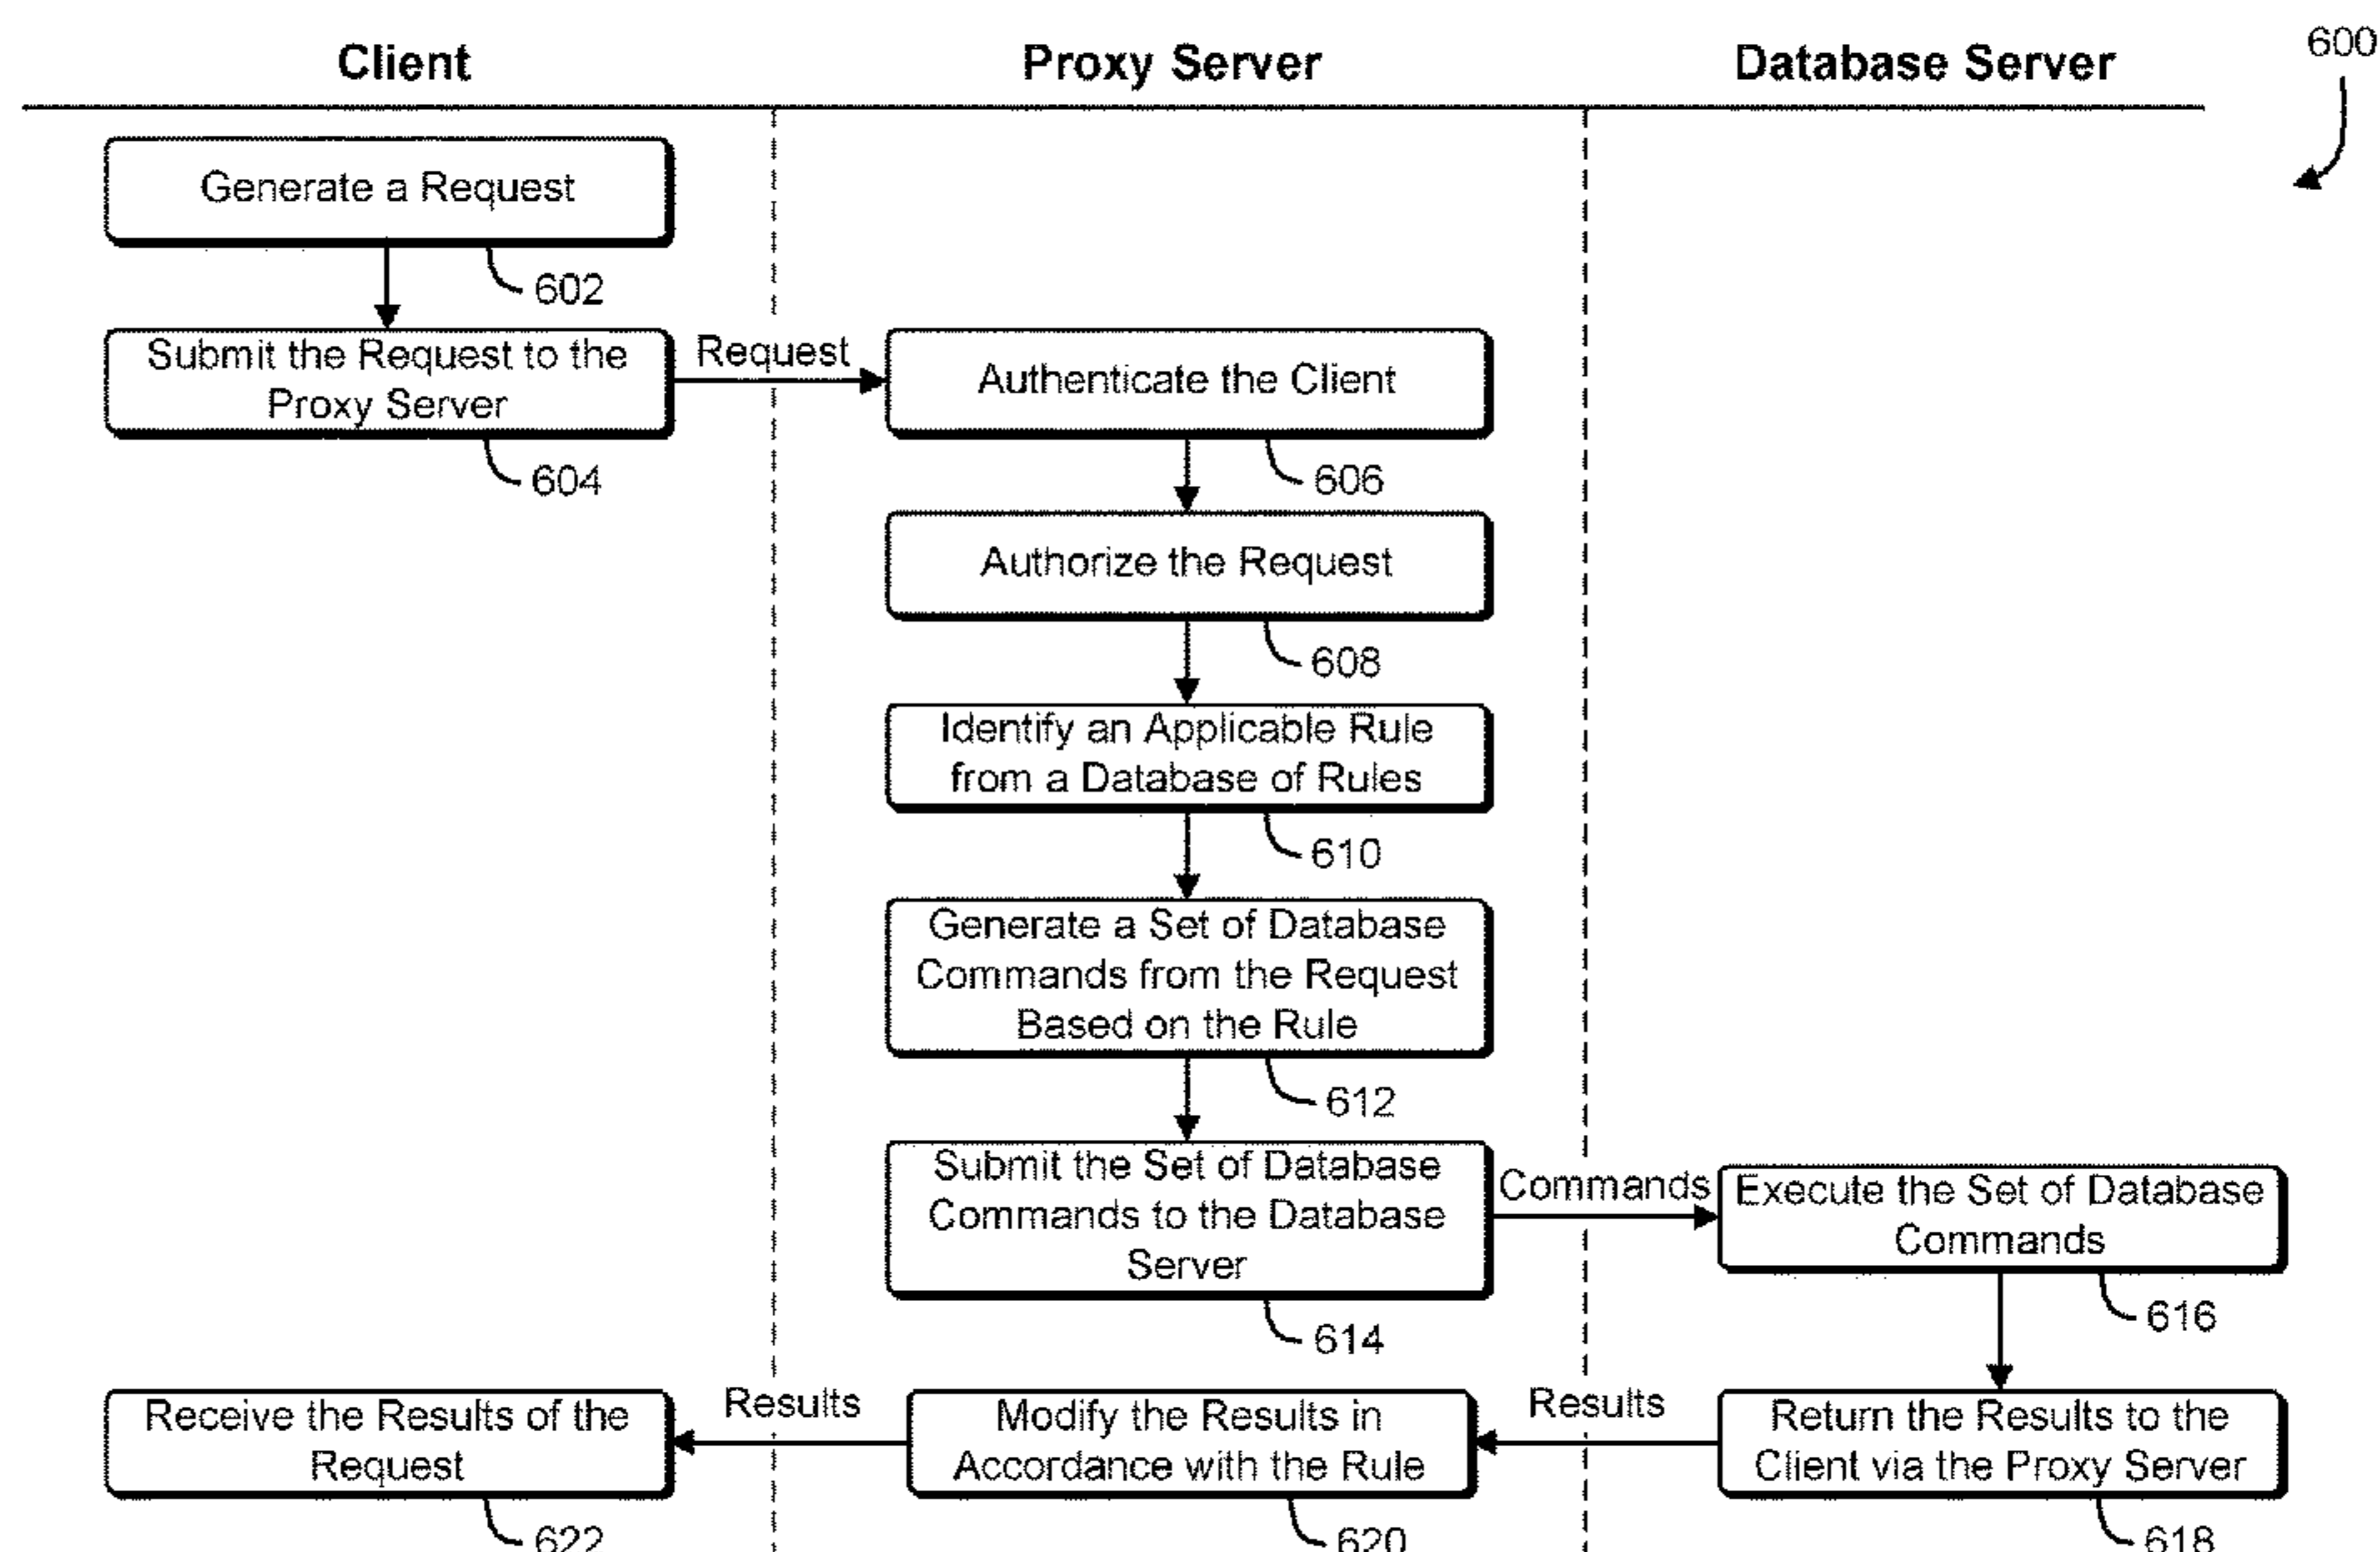 Client
Proxy Server
Database Server
600
Generate a Request
602
Submit the Request to the
Proxy Server
604
Request
Authenticate the Client
606
Authorize the Request
608
Identify an Applicable Rule
from a Database of Rules
610
Generate a Set of Database
Commands from the Request
Based on the Rule
612
Submit the Set of Database
Commands to the Database
Server
614
Commands
Execute the Set of Database
Commands
616
Return the Results to the
Client via the Proxy Server
618
Results
Modify the Results in
Accordance with the Rule
620
Results
Receive the Results of the
Request
622